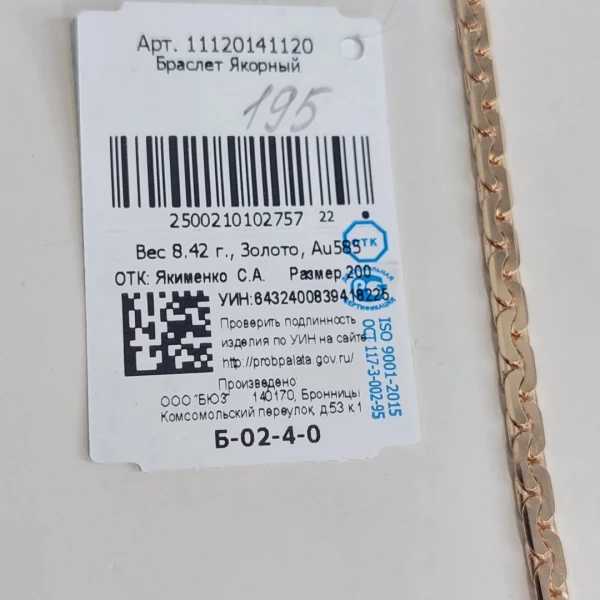 Арт. 11120141120
Браслет Якорный
195
2500210102757 22
Вес 8.42 г., Золото, Au585
ОТК: Якименко С.А. Размер,200
УИН:6432400839418225
Проверить подлинность
изделия по УИН на сайте
http://probpalata.gov.ru/
Произведено:
ООО "БЮЗ" 140170, Бронницы
Комсомольский переулок, д.53 к.1
Б-02-4-0
ОТК
ISO 9001-2015
ОСТ 117-3-002-95